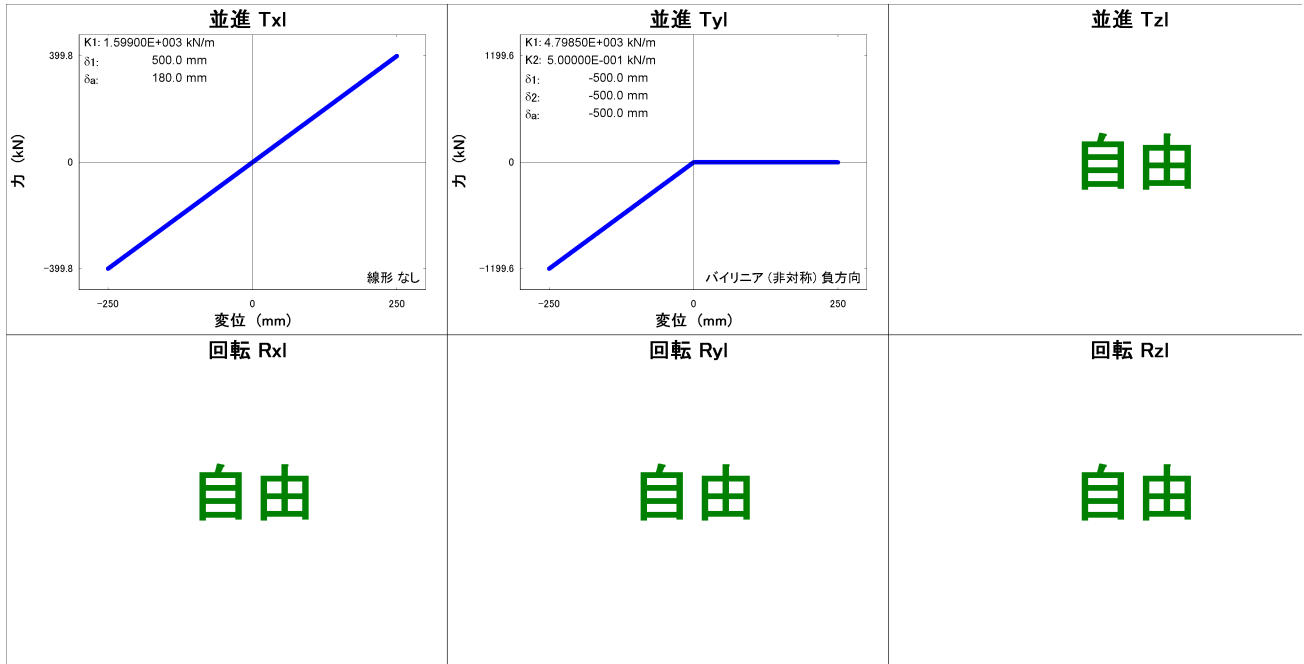 並進 Txl
K1: 1.59900E+003 kN/m
δ1: 500.0 mm
δa: 180.0 mm
399.8
0
-399.8
力 (kN)
線形 なし
-250 0 250
変位 (mm)
並進 Tyl
K1: 4.79850E+003 kN/m
K2: 5.00000E-001 kN/m
δ1: -500.0 mm
δ2: -500.0 mm
δa: -500.0 mm
1199.6
0
-1199.6
力 (kN)
バイリニア (非対称) 負方向
-250 0 250
変位 (mm)
並進 Tzl
自由
回転 Rxl
自由
回転 Ryl
自由
回転 Rzl
自由